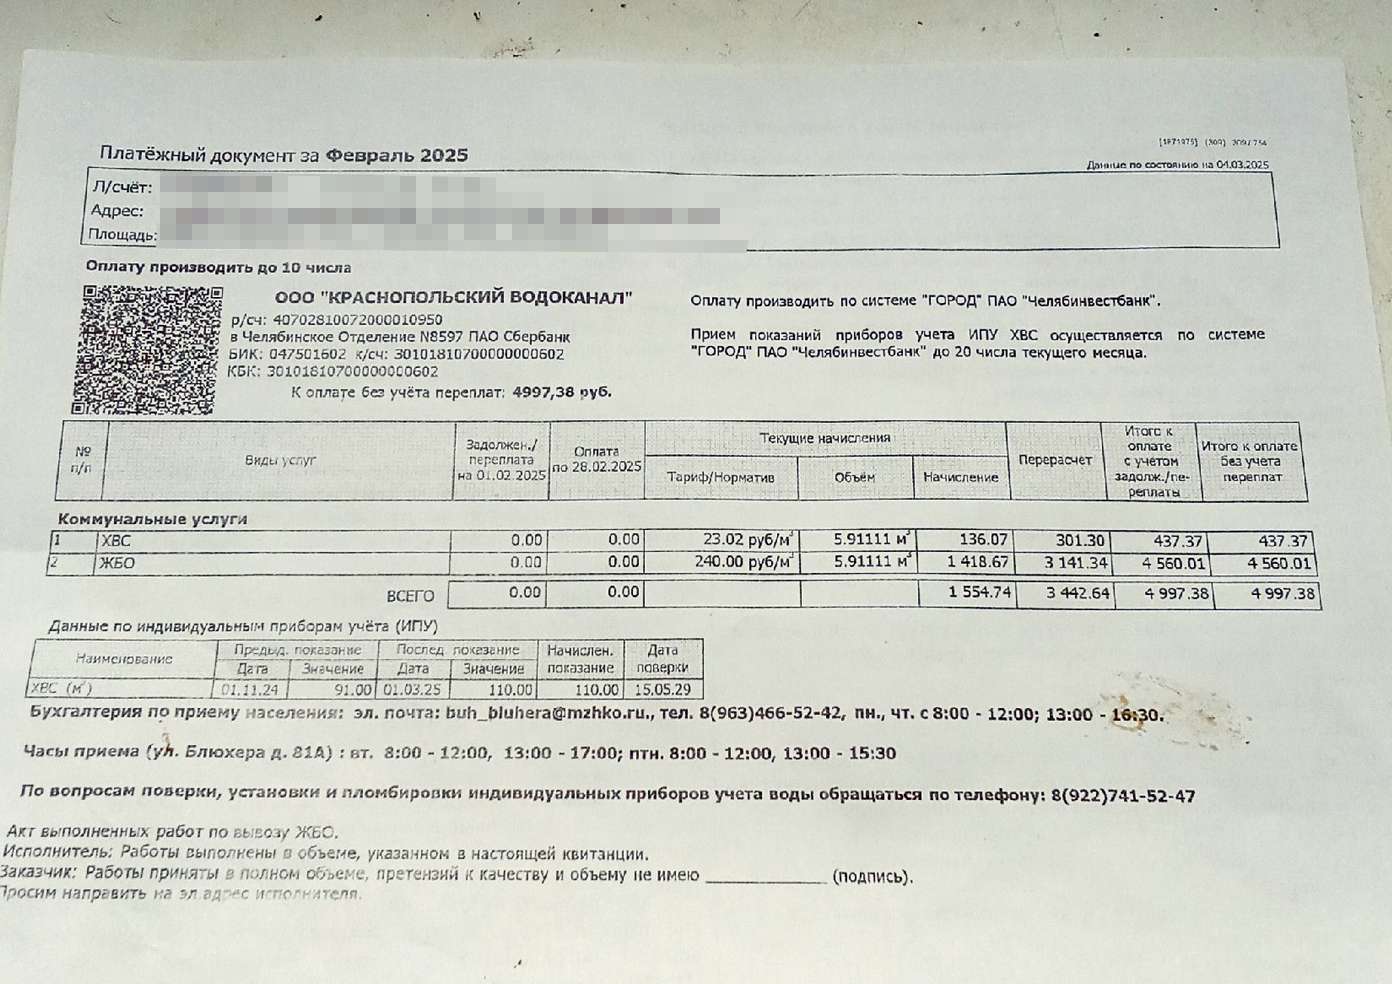 [1871975] (309)
Платёжный документ за Февраль 2025
Данные по состоянию на 04.03.2025
Л/счёт:
Адрес:
Площадь:
Оплату производить до 10 числа
ООО "КРАСНОПОЛЬСКИЙ ВОДОКАНАЛ"
р/сч: 40702810072000010950
в Челябинское Отделение N8597 ПАО Сбербанк
БИК: 047501602 к/сч: 30101810700000000602
КБК: 30101810700000000602
К оплате без учёта переплат: 4997,38 руб.
Оплату производить по системе "ГОРОД" ПАО "Челябинвестбанк".
Прием показаний приборов учета ИПУ ХВС осуществляется по системе
"ГОРОД" ПАО "Челябинвестбанк" до 20 числа текущего месяца.
№ п/п Виды услуг Задолжен./переплата на 01.02.2025 Оплата по 28.02.2025 Текущие начисления Перерасчет Итого к оплате с учётом задолж./переплаты Итого к оплате без учета переплат
Тариф/Норматив Объём Начисление
Коммунальные услуги
1 ХВС 0.00 0.00 23.02 руб/м³ 5.91111 м³ 136.07 301.30 437.37 437.37
2 ЖБО 0.00 0.00 240.00 руб/м³ 5.91111 м³ 1 418.67 3 141.34 4 560.01 4 560.01
ВСЕГО 0.00 0.00 1 554.74 3 442.64 4 997.38 4 997.38
Данные по индивидуальным приборам учёта (ИПУ)
Наименование Предыд. показание Послед. показание Начислен. показание Дата поверки
Дата Значение Дата Значение
ХВС (м³) 01.11.24 91.00 01.03.25 110.00 110.00 15.05.29
Бухгалтерия по приему населения: эл. почта: buh_bluhera@mzhko.ru., тел. 8(963)466-52-42, пн., чт. с 8:00 - 12:00; 13:00 - 16:30.
Часы приема (ул. Блюхера д. 81А) : вт. 8:00 - 12:00, 13:00 - 17:00; птн. 8:00 - 12:00, 13:00 - 15:30
По вопросам поверки, установки и пломбировки индивидуальных приборов учета воды обращаться по телефону: 8(922)741-52-47
Акт выполненных работ по вывозу ЖБО.
Исполнитель: Работы выполнены в объеме, указанном в настоящей квитанции.
Заказчик: Работы приняты в полном объеме, претензий к качеству и объему не имею ____________ (подпись).
Просим направить на эл.адрес исполнителя.